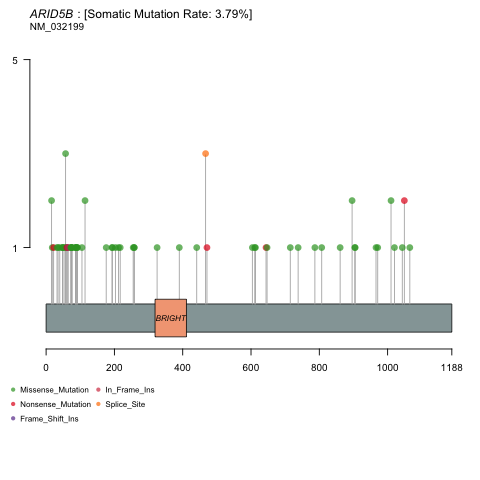 ARID5B : [Somatic Mutation Rate: 3.79%]
NM_032199
5
1
BRIGHT
0 200 400 600 800 1000 1188
Missense_Mutation In_Frame_Ins
Nonsense_Mutation Splice_Site
Frame_Shift_Ins